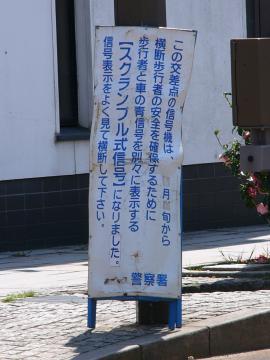 この交差点の信号機は、 月 旬から
横断歩行者の安全を確保するために
歩行者と車の青信号を別々に表示する
【スクランブル式信号】になりました。
信号表示をよく見て横断して下さい。
警察署